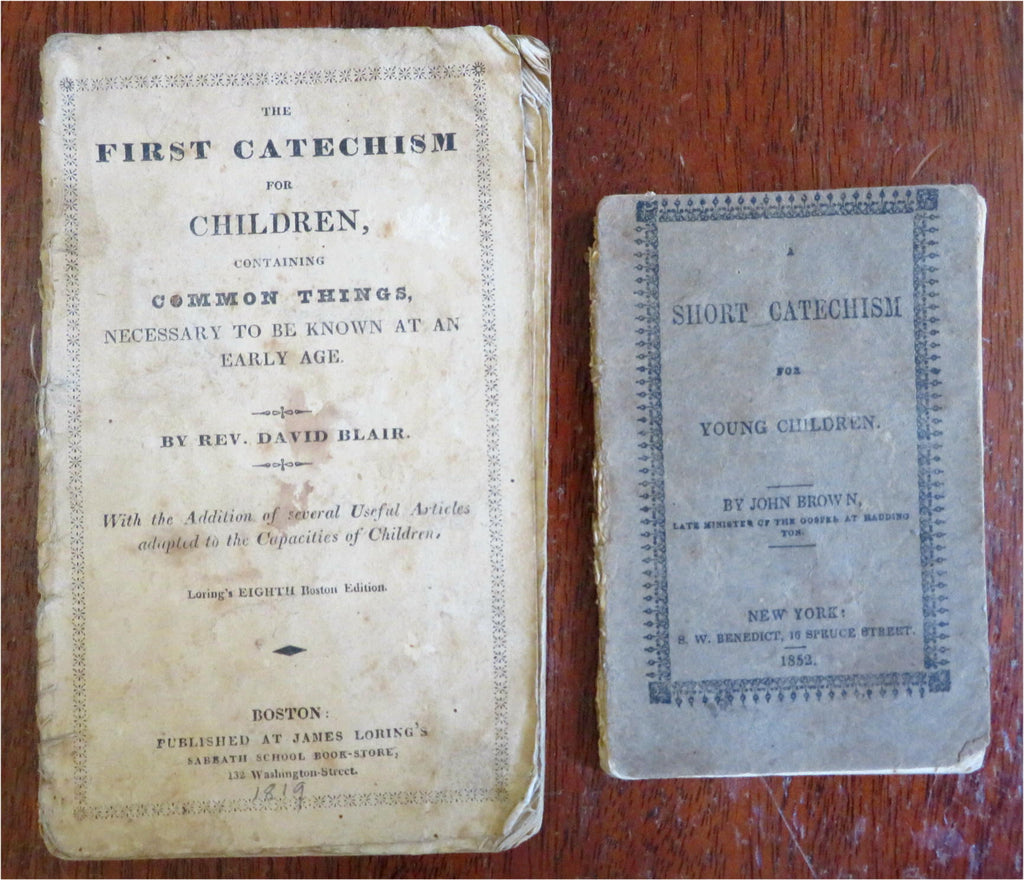 THE
FIRST CATECHISM
FOR
CHILDREN,
CONTAINING
COMMON THINGS,
NECESSARY TO BE KNOWN AT AN
EARLY AGE.
BY REV. DAVID BLAIR.
With the Addition of several Useful Articles
adapted to the Capacities of Children.
Loring's EIGHTH Boston Edition.
BOSTON:
PUBLISHED AT JAMES LORING'S
SABBATH SCHOOL BOOK-STORE,
132 Washington-Street.
1819
A
SHORT CATECHISM
FOR
YOUNG CHILDREN.
BY JOHN BROWN,
LATE MINISTER OF THE GOSPEL AT HADDING
TON.
NEW YORK:
S. W. BENEDICT, 16 SPRUCE STREET.
1852.